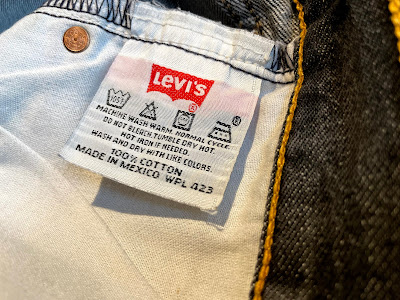 LEVI'S
®
MACHINE WASH WARM. NORMAL CYCLE.
DO NOT BLEACH. TUMBLE DRY HOT.
HOT IRON IF NEEDED.
WASH AND DRY WITH LIKE COLORS.
100% COTTON
MADE IN MEXICO WPL 423